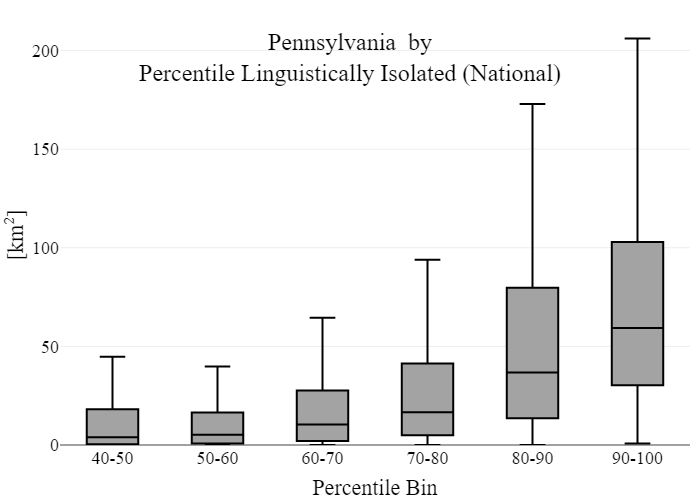 Pennsylvania  by
Percentile Linguistically Isolated (National)
200
150
100
50
0
[km²]
40-50 50-60 60-70 70-80 80-90 90-100
Percentile Bin